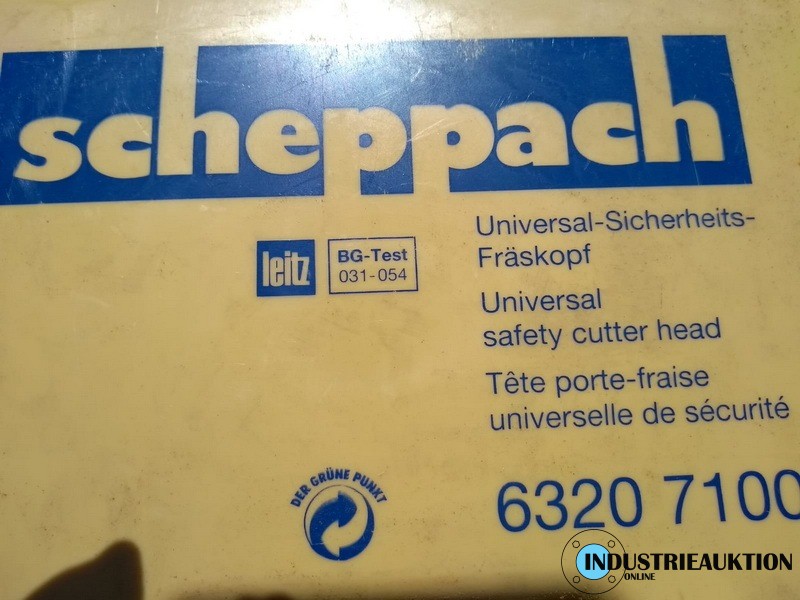 scheppach
leitz
BG-Test
031-054
Universal-Sicherheits-
Fräskopf
Universal
safety cutter head
Tête porte-fraise
universelle de sécurité
DER GRÜNE PUNKT
6320 7100
INDUSTRIEAUKTION
ONLINE